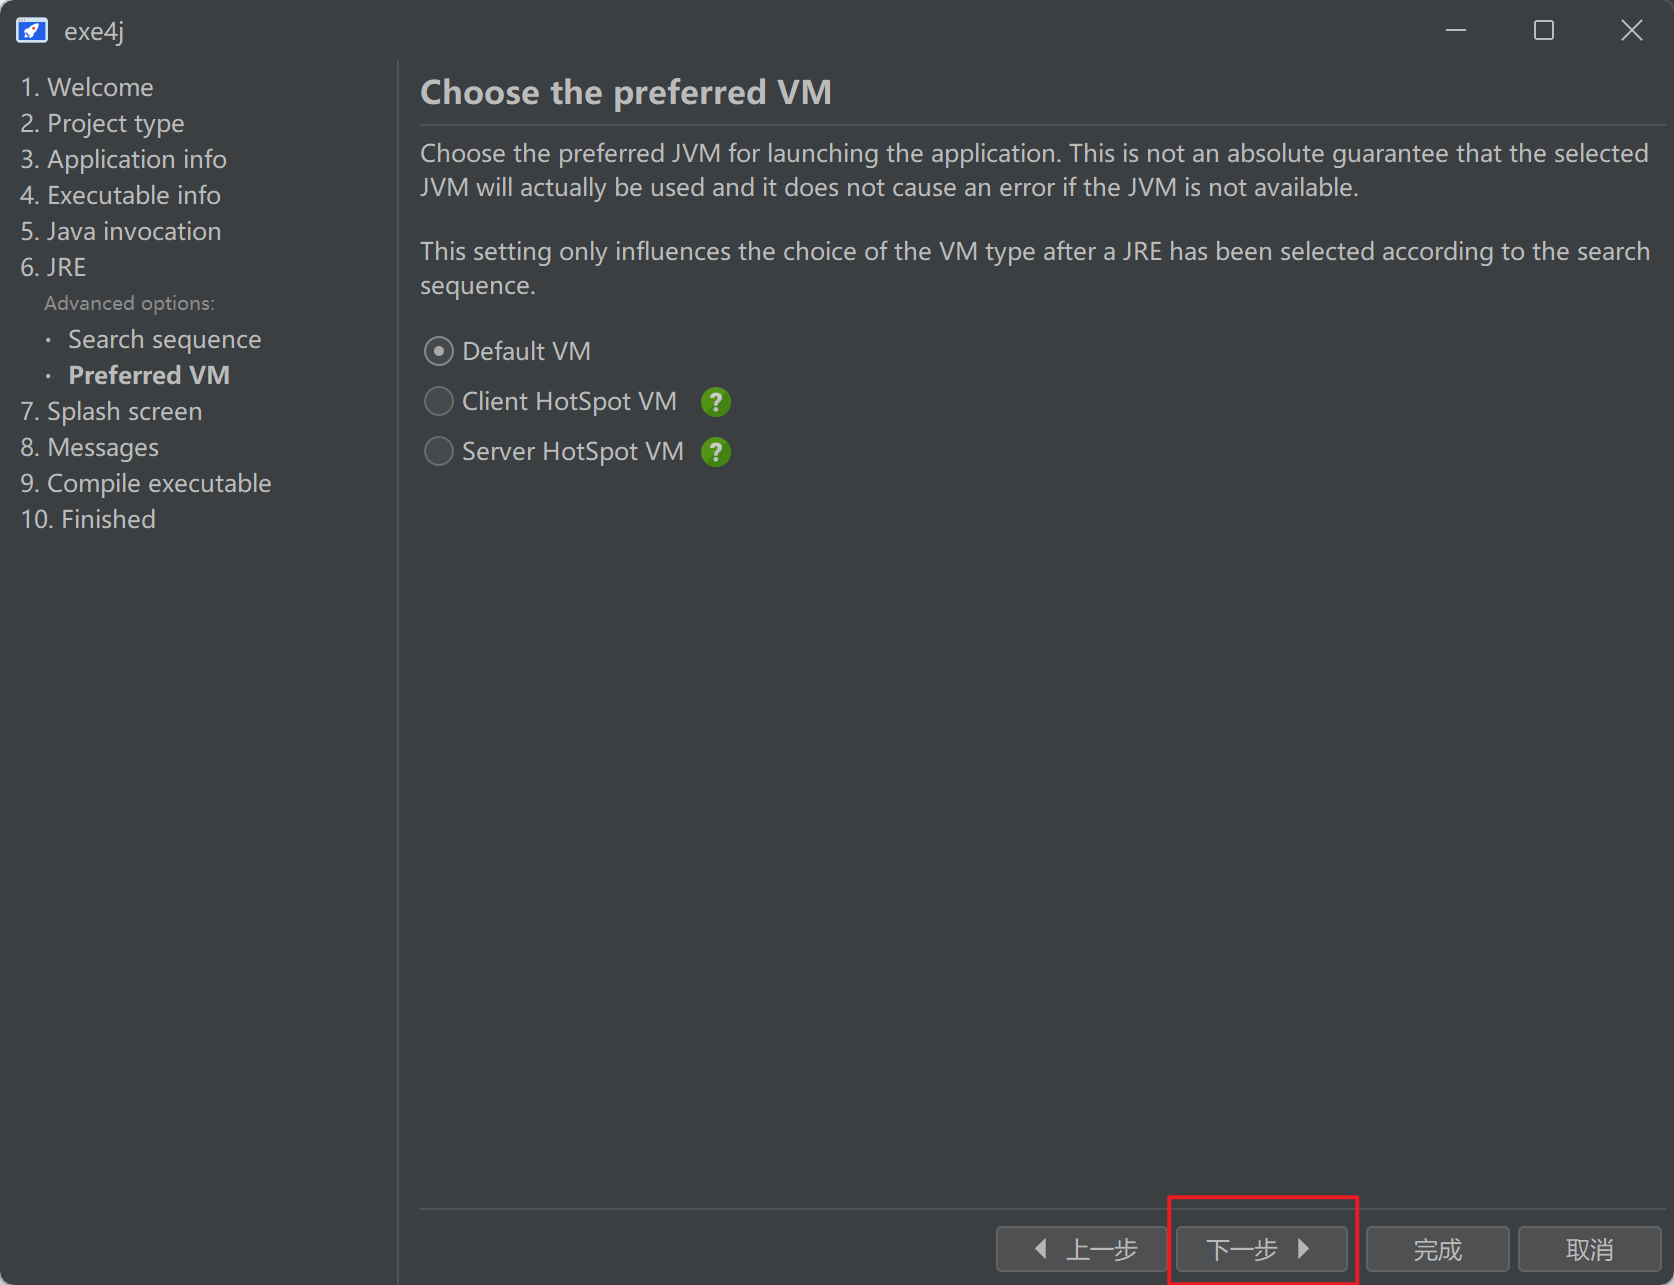 exe4j
1. Welcome
2. Project type
3. Application info
4. Executable info
5. Java invocation
6. JRE
Advanced options:
· Search sequence
· Preferred VM
7. Splash screen
8. Messages
9. Compile executable
10. Finished
Choose the preferred VM
Choose the preferred JVM for launching the application. This is not an absolute guarantee that the selected
JVM will actually be used and it does not cause an error if the JVM is not available.
This setting only influences the choice of the VM type after a JRE has been selected according to the search
sequence.
Default VM
Client HotSpot VM ?
Server HotSpot VM ?
上一步 下一步 完成 取消